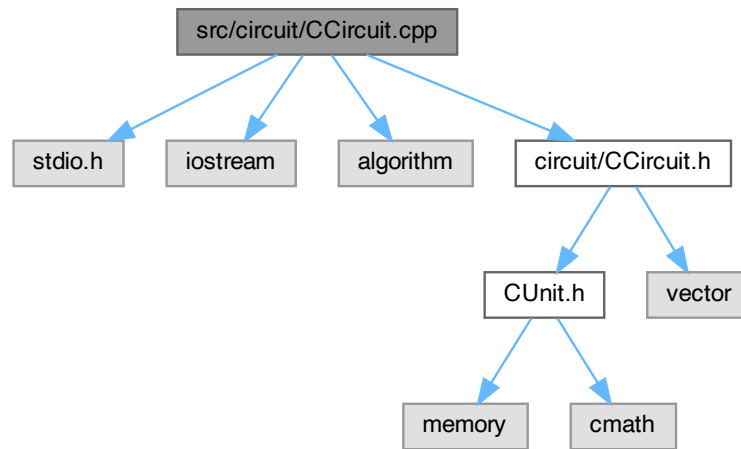 src/circuit/CCircuit.cpp
stdio.h
iostream
algorithm
circuit/CCircuit.h
CUnit.h
vector
memory
cmath